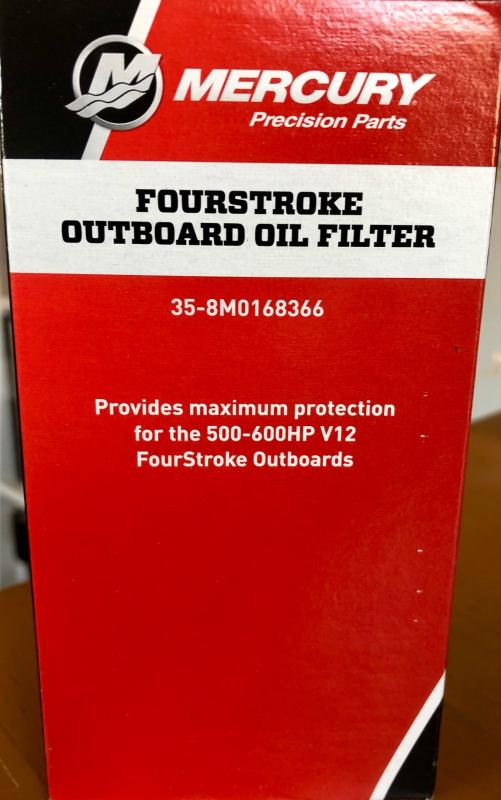 M
MERCURY
Precision Parts
FOURSTROKE
OUTBOARD OIL FILTER
35-8M0168366
Provides maximum protection
for the 500-600HP V12
FourStroke Outboards